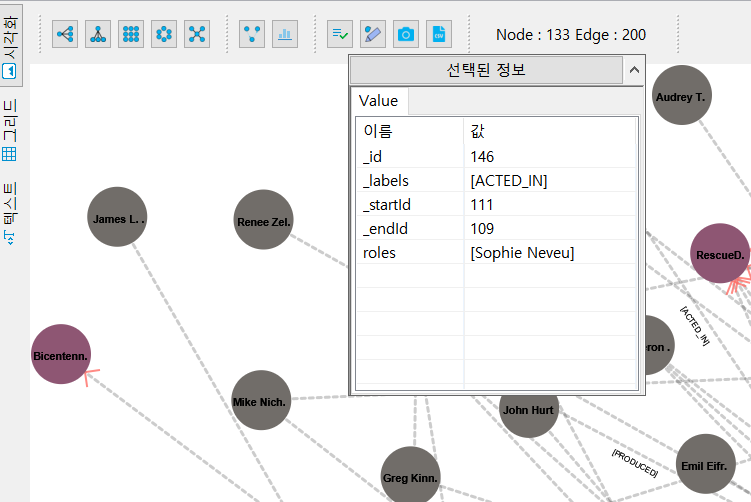 시각화
그리드
텍스트
CSV
Node : 133 Edge : 200
선택된 정보
Value
이름 값
_id 146
_labels [ACTED_IN]
_startId 111
_endId 109
roles [Sophie Neveu]
Audrey T.
James L. .
Renee Zel.
RescueD.
[ACTED_IN]
eron .
Bicentenn.
Mike Nich.
John Hurt
[PRODUCED]
Emil Eifr.
Greg Kinn.